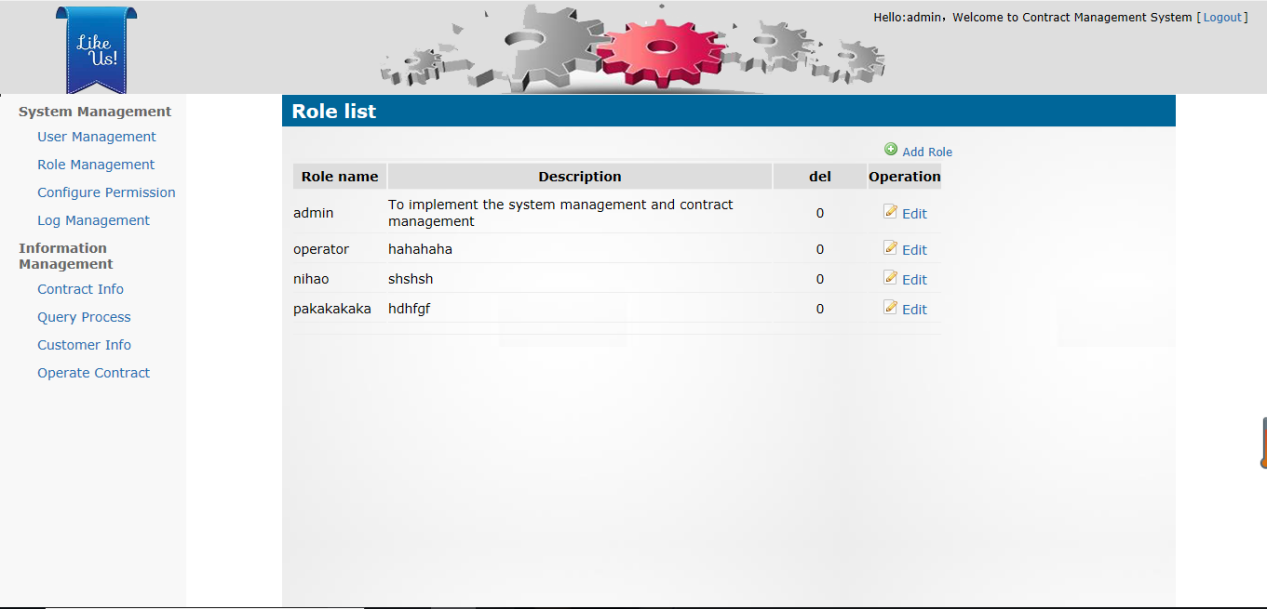 Like
Us!
Hello:admin，Welcome to Contract Management System [Logout]
System Management
User Management
Role Management
Configure Permission
Log Management
Information
Management
Contract Info
Query Process
Customer Info
Operate Contract
Role list
Add Role
Role name Description del Operation
admin To implement the system management and contract
management 0 Edit
operator hahahaha 0 Edit
nihao shshsh 0 Edit
pakakakaka hdhfgf 0 Edit